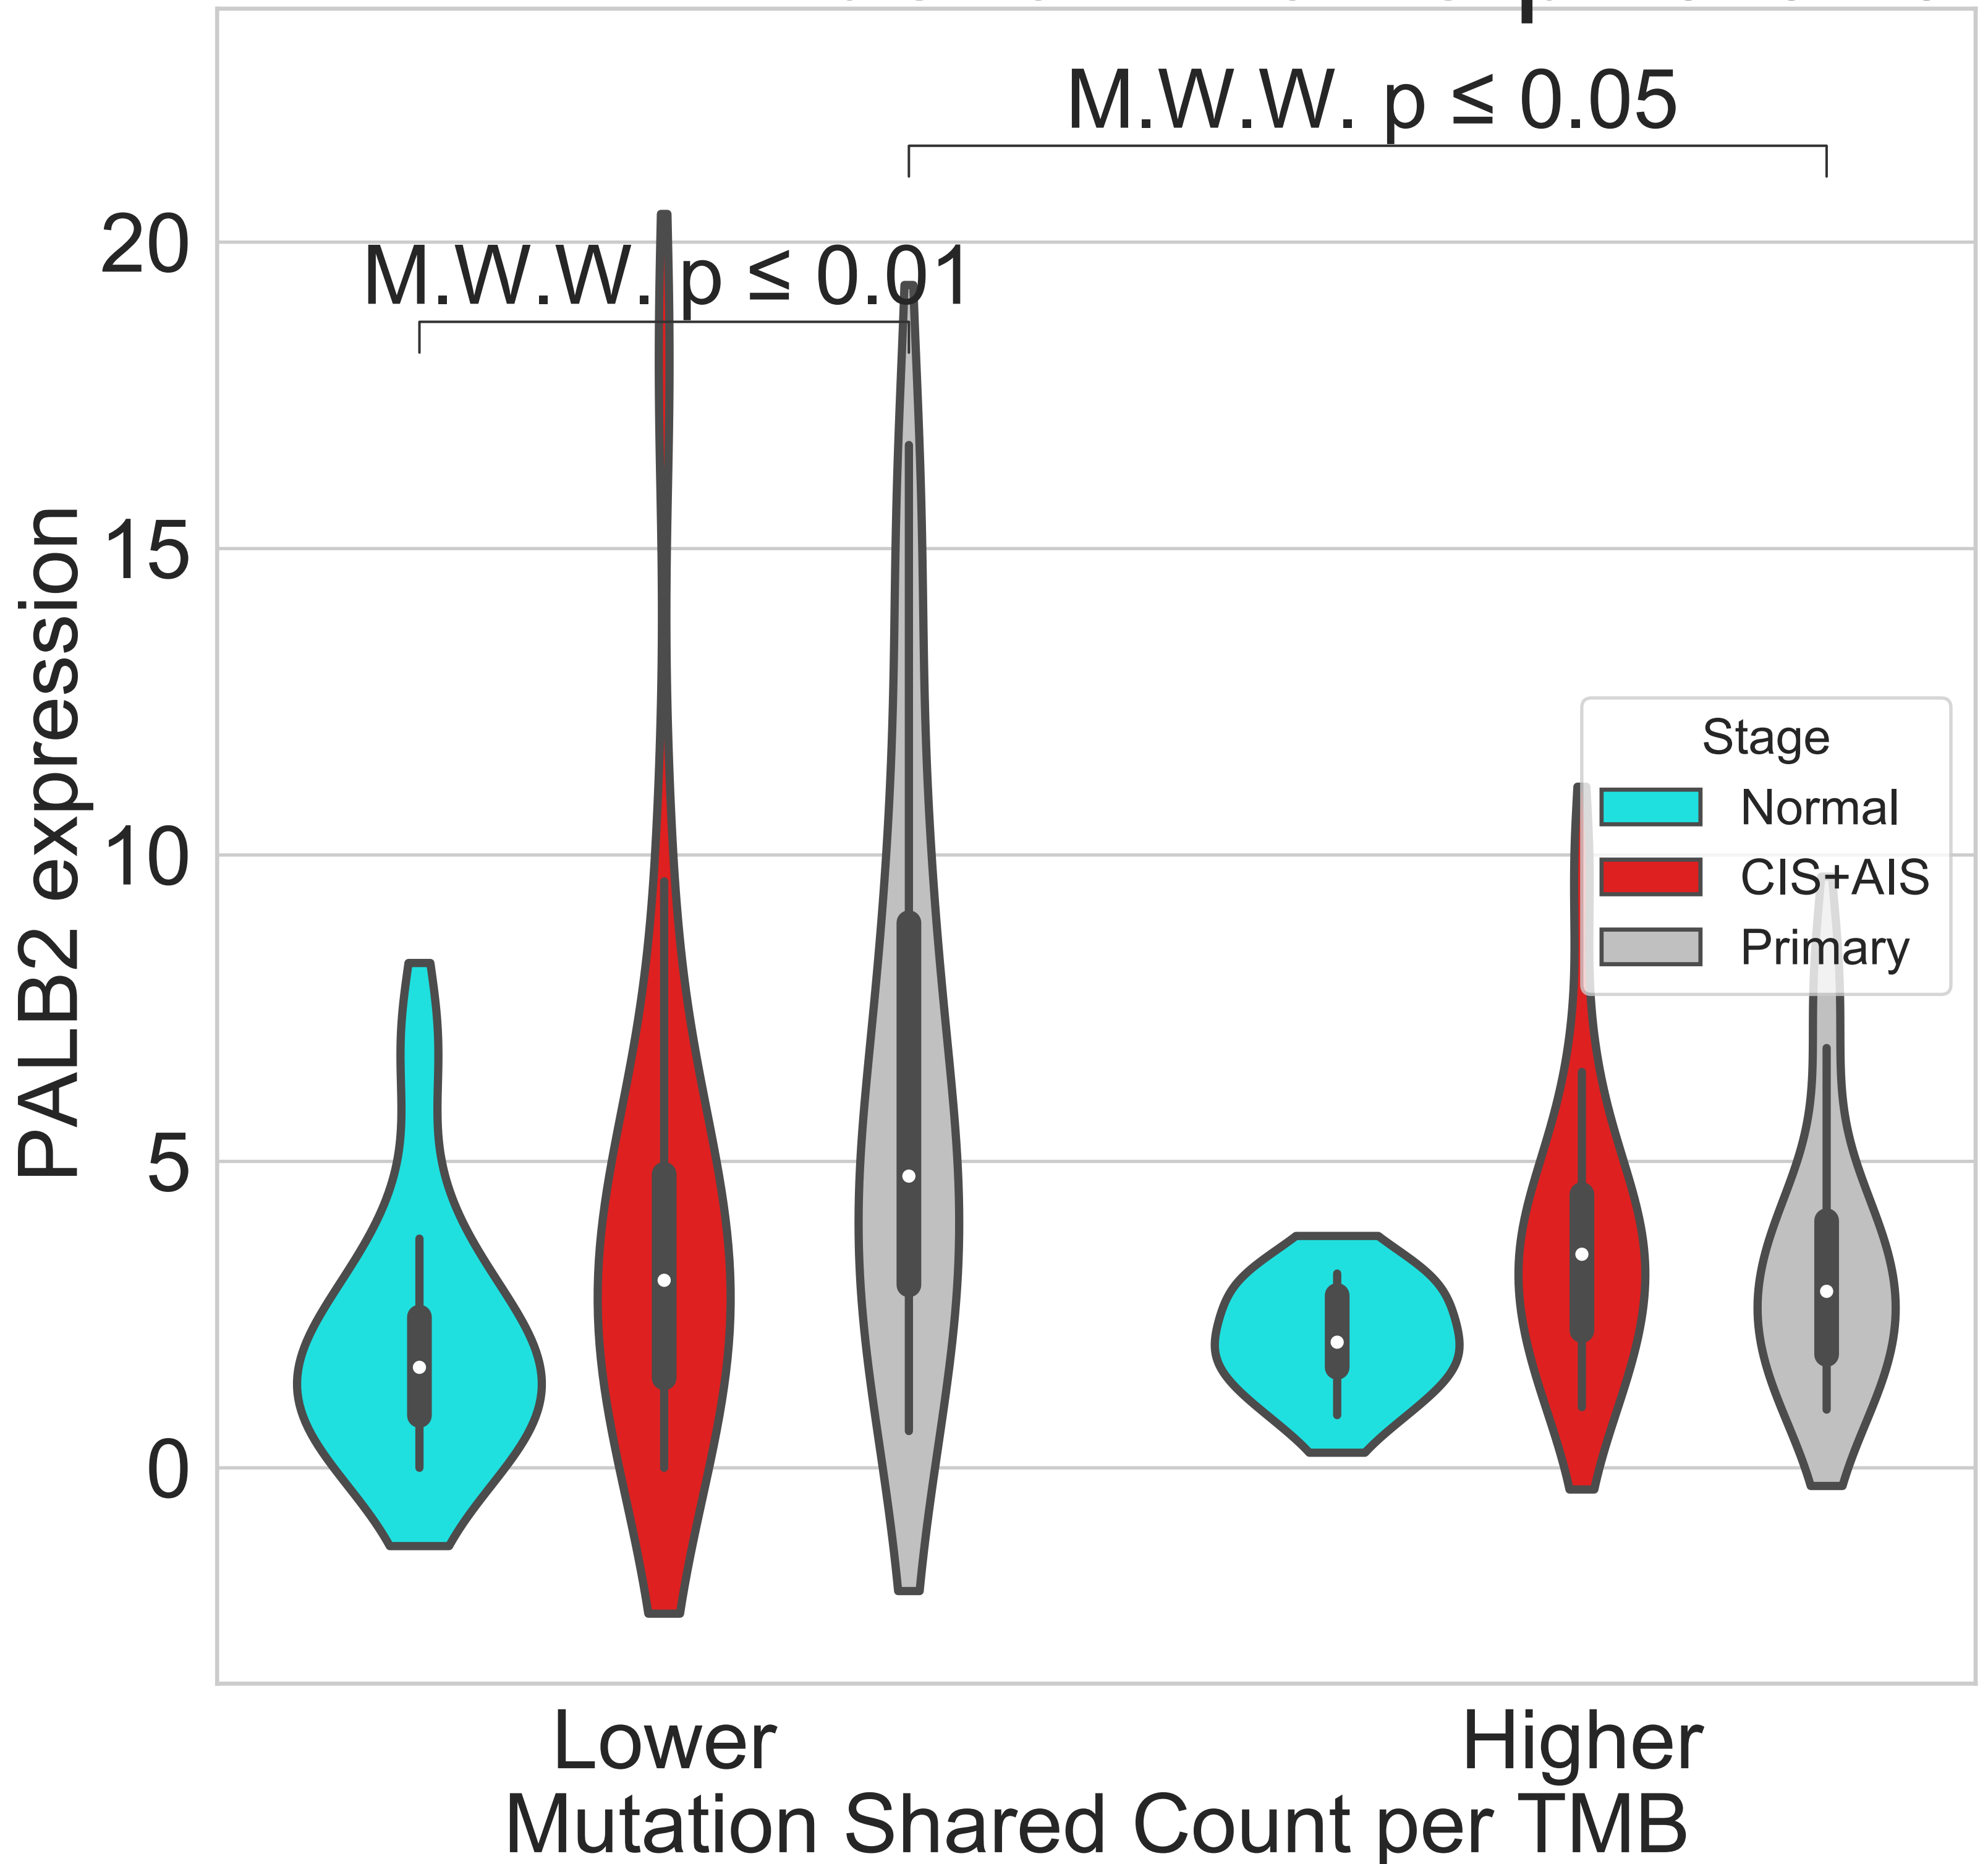 M.W.W. p ≤ 0.05
M.W.W. p ≤ 0.01
PALB2 expression
20
15
10
5
0
Stage
Normal
CIS+AIS
Primary
Lower
Higher
Mutation Shared Count per TMB